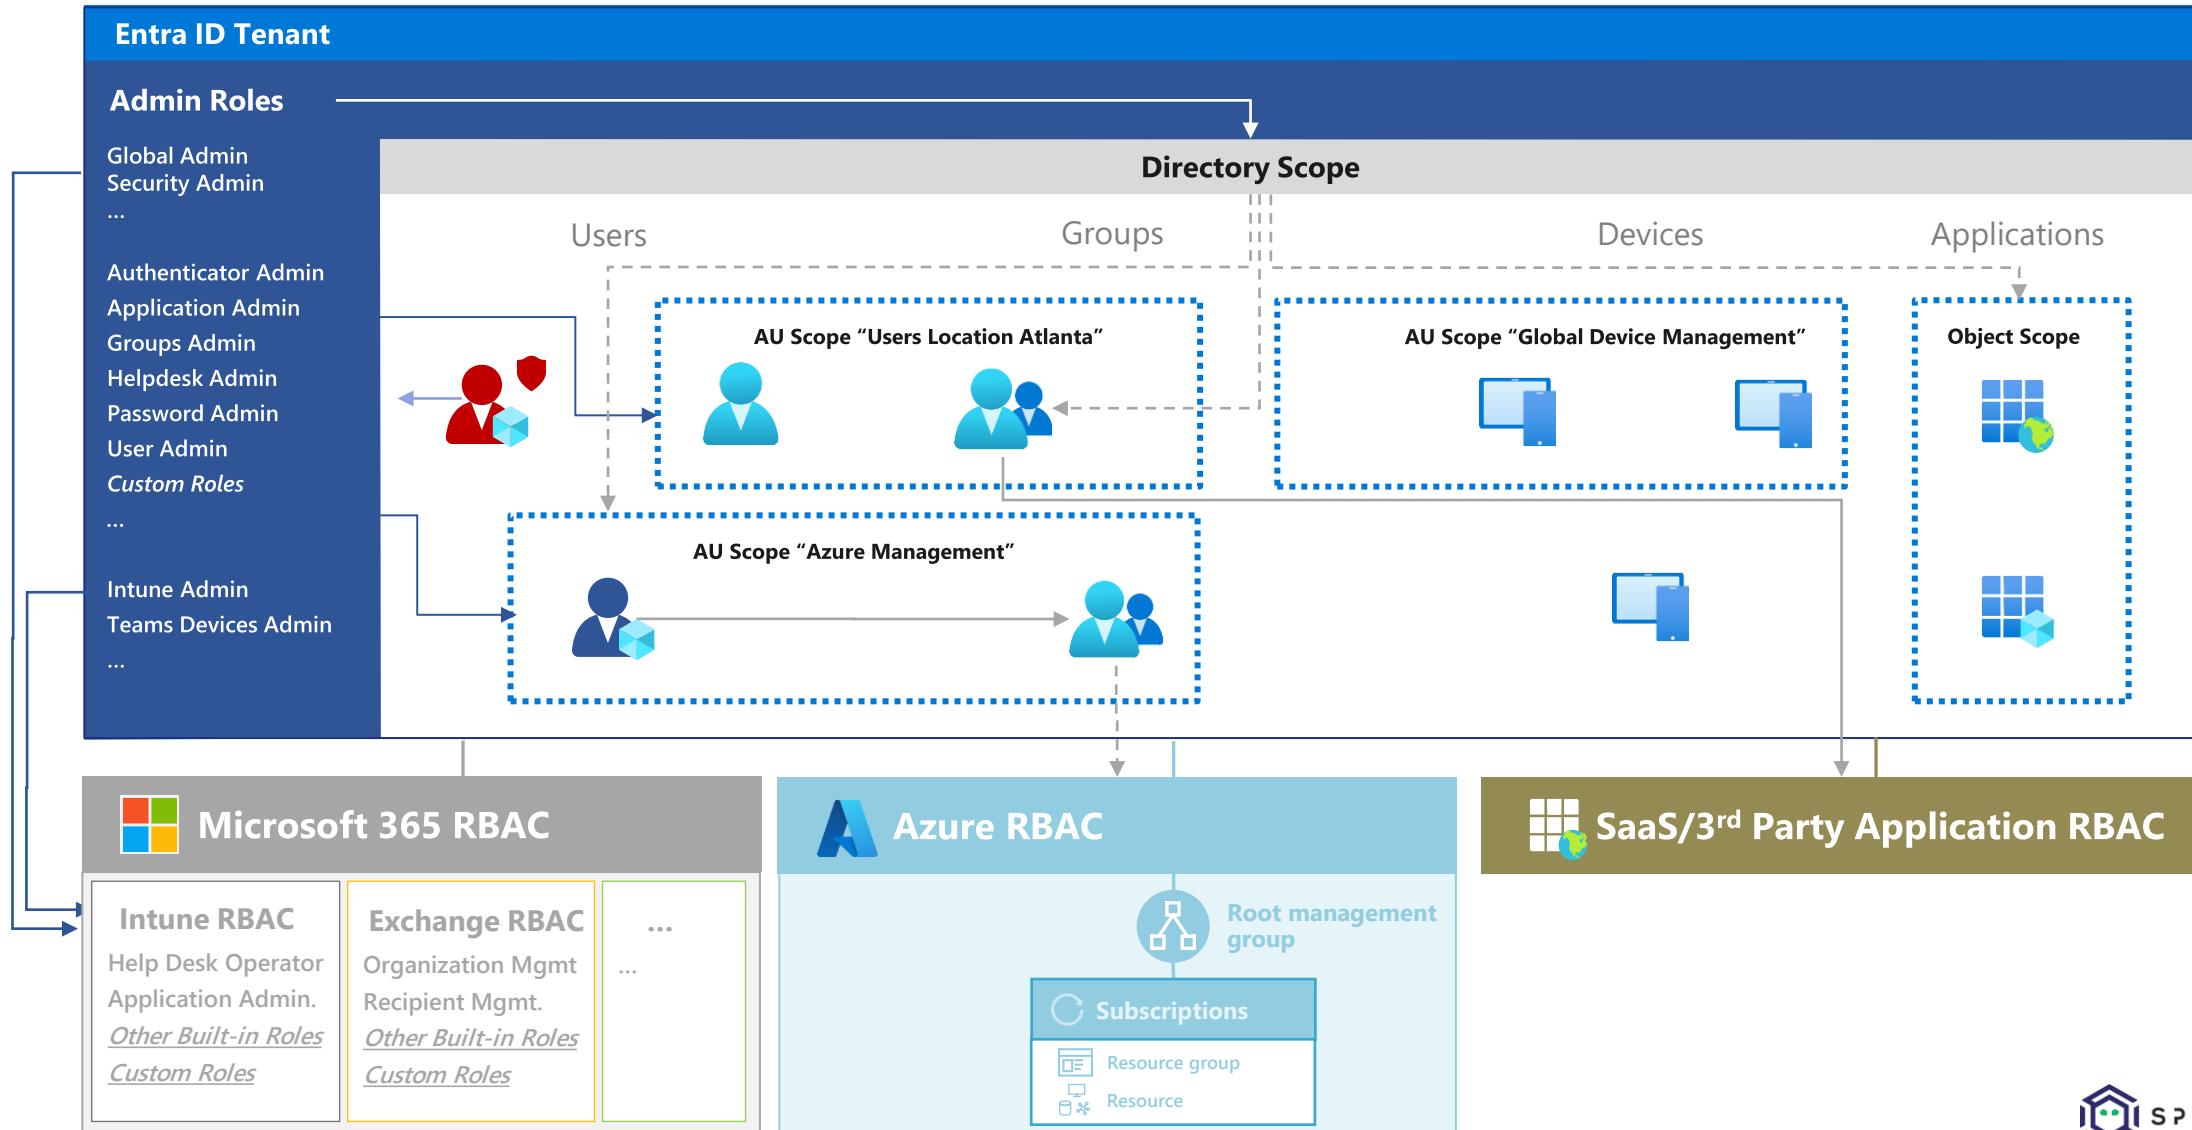 Entra ID Tenant
Admin Roles
Global Admin
Security Admin
...
Authenticator Admin
Application Admin
Groups Admin
Helpdesk Admin
Password Admin
User Admin
Custom Roles
...
Intune Admin
Teams Devices Admin
...
Directory Scope
Users
Groups
Devices
Applications
AU Scope “Users Location Atlanta”
AU Scope “Global Device Management”
Object Scope
AU Scope “Azure Management”
Microsoft 365 RBAC
Intune RBAC
Help Desk Operator
Application Admin.
Other Built-in Roles
Custom Roles
Exchange RBAC
Organization Mgmt
Recipient Mgmt.
Other Built-in Roles
Custom Roles
...
...
Azure RBAC
Root management
group
Subscriptions
Resource group
Resource
SaaS/3rd Party Application RBAC
SP